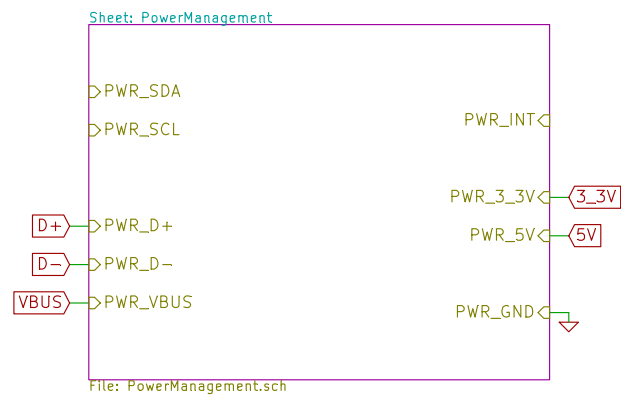 Sheet: PowerManagement
PWR_SDA
PWR_INT
PWR_SCL
PWR_3_3V
3_3V
D+
PWR_D+
PWR_5V
5V
D-
PWR_D-
VBUS
PWR_VBUS
PWR_GND
File: PowerManagement.sch